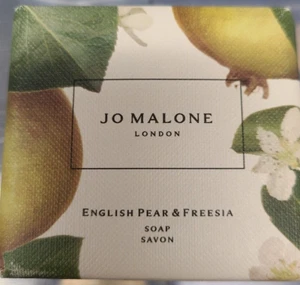 JO MALONE
LONDON
ENGLISH PEAR & FREESIA
SOAP
SAVON